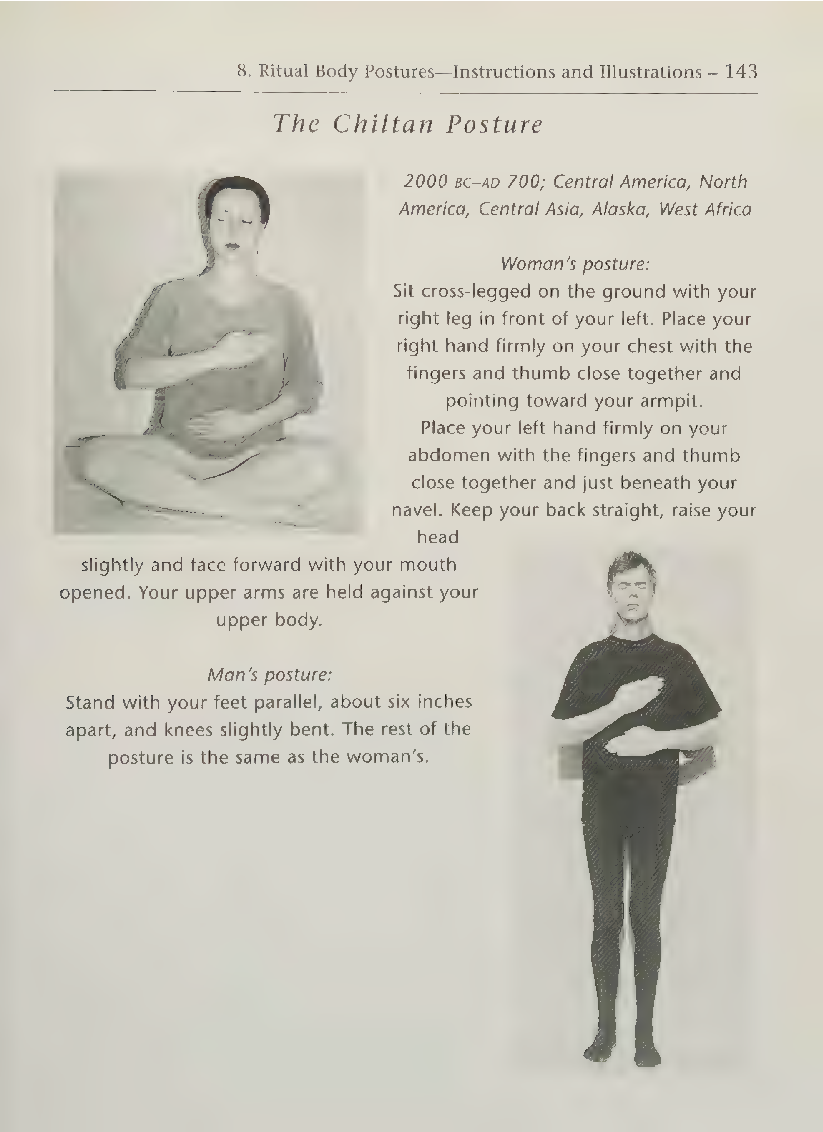 8. Ritual Body Postures—Instructions and Illustrations – 143
The Chiltan Posture
2000 BC–AD 700; Central America, North
America, Central Asia, Alaska, West Africa
Woman's posture:
Sit cross-legged on the ground with your
right leg in front of your left. Place your
right hand firmly on your chest with the
fingers and thumb close together and
pointing toward your armpit.
Place your left hand firmly on your
abdomen with the fingers and thumb
close together and just beneath your
navel. Keep your back straight, raise your
head
slightly and face forward with your mouth
opened. Your upper arms are held against your
upper body.
Man's posture:
Stand with your feet parallel, about six inches
apart, and knees slightly bent. The rest of the
posture is the same as the woman's.